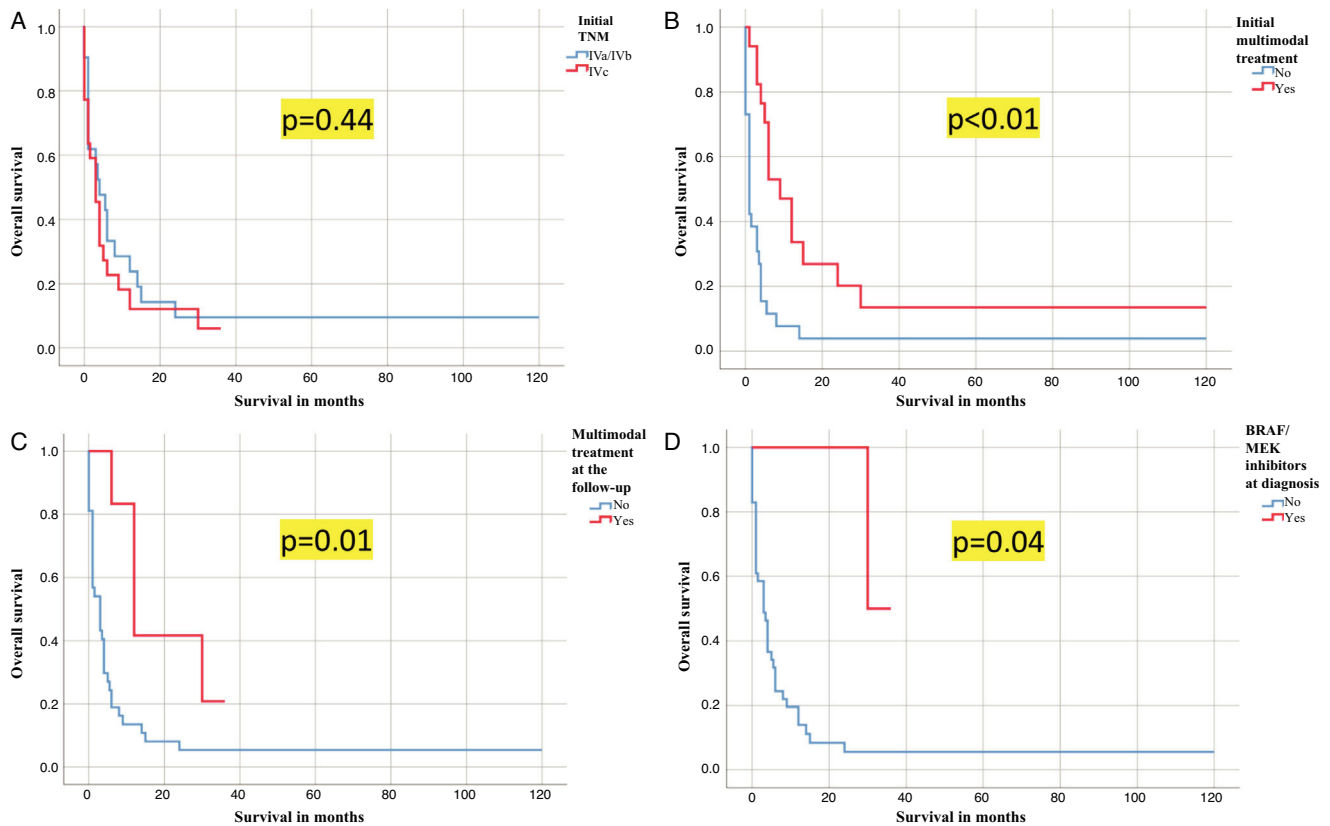 A
Initial
TNM
IVa/IVb
IVc
p=0.44
Overall survival
1.0
0.8
0.6
0.4
0.2
0.0
0 20 40 60 80 100 120
Survival in months
B
Initial
multimodal
treatment
No
Yes
p<0.01
Overall survival
1.0
0.8
0.6
0.4
0.2
0.0
0 20 40 60 80 100 120
Survival in months
C
Multimodal
treatment
at the
follow-up
No
Yes
p=0.01
Overall survival
1.0
0.8
0.6
0.4
0.2
0.0
0 20 40 60 80 100 120
Survival in months
D
BRAF/
MEK
inhibitors
at diagnosis
No
Yes
p=0.04
Overall survival
1.0
0.8
0.6
0.4
0.2
0.0
0 20 40 60 80 100 120
Survival in months